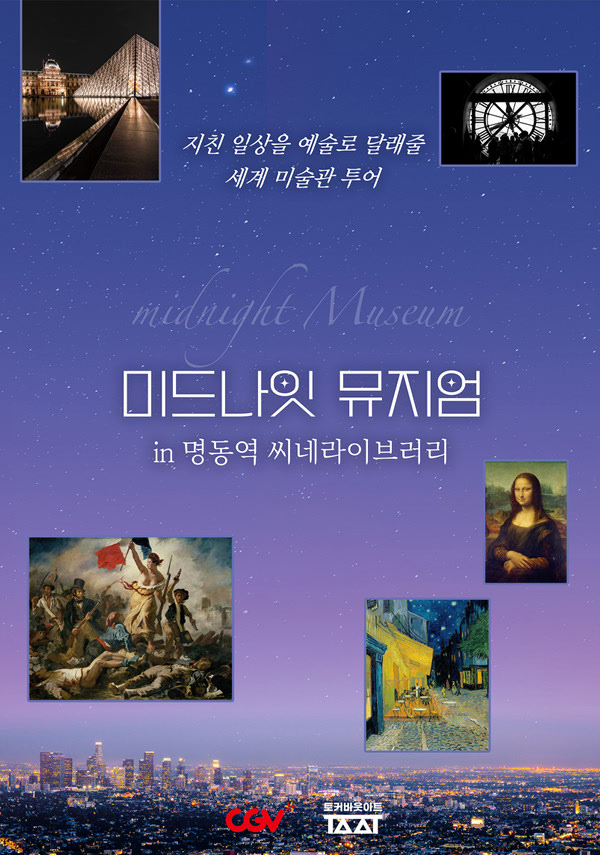 지친 일상을 예술로 달래줄
세계 미술관 투어
midnight Museum
미드나잇 뮤지엄
in 명동역 씨네라이브러리
CGV
토커바웃아트
TAAT